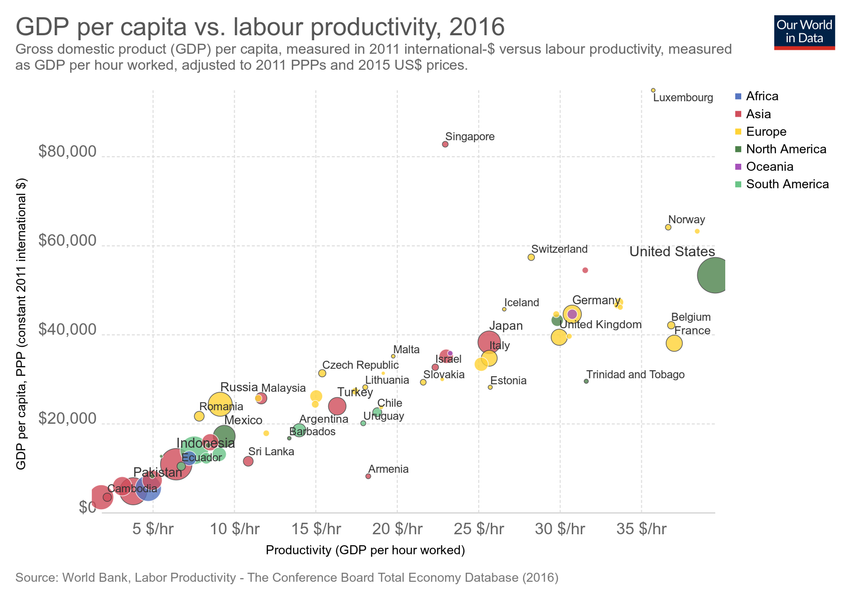 GDP per capita vs. labour productivity, 2016
Gross domestic product (GDP) per capita, measured in 2011 international-$ versus labour productivity, measured
as GDP per hour worked, adjusted to 2011 PPPs and 2015 US$ prices.
Our World
in Data
Luxembourg
Africa
Asia
Europe
North America
Oceania
South America
Singapore
$80,000
Norway
$60,000
Switzerland
United States
Iceland
Germany
Belgium
Japan
United Kingdom
France
$40,000
Italy
Malta
Israel
Czech Republic
Lithuania
Slovakia
Estonia
Trinidad and Tobago
Russia
Malaysia
Turkey
Romania
Chile
$20,000
Mexico
Argentina
Uruguay
Barbados
Indonesia
Ecuador
Sri Lanka
Pakistan
Armenia
Cambodia
$0
5 $/hr
10 $/hr
15 $/hr
20 $/hr
25 $/hr
30 $/hr
35 $/hr
GDP per capita, PPP (constant 2011 international $)
Productivity (GDP per hour worked)
Source: World Bank, Labor Productivity - The Conference Board Total Economy Database (2016)